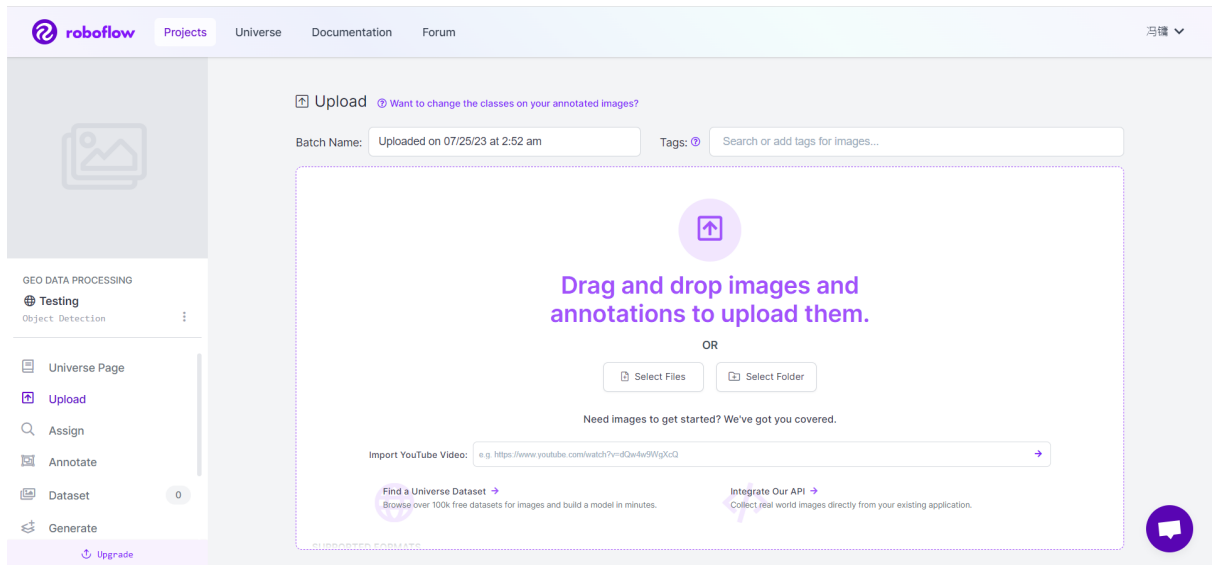 roboflow Projects Universe Documentation Forum 冯镭
Upload Want to change the classes on your annotated images?
Batch Name: Uploaded on 07/25/23 at 2:52 am Tags: Search or add tags for images...
Drag and drop images and
annotations to upload them.
OR
Select Files Select Folder
Need images to get started? We've got you covered.
Import YouTube Video: e.g. https://www.youtube.com/watch?v=dQw4w9WgXcQ
Find a Universe Dataset → Integrate Our API →
Browse over 100k free datasets for images and build a model in minutes. Collect real world images directly from your existing application.
SUPPORTED FORMATS
GEO DATA PROCESSING
Testing
Object Detection
Universe Page
Upload
Assign
Annotate
Dataset 0
Generate
Upgrade